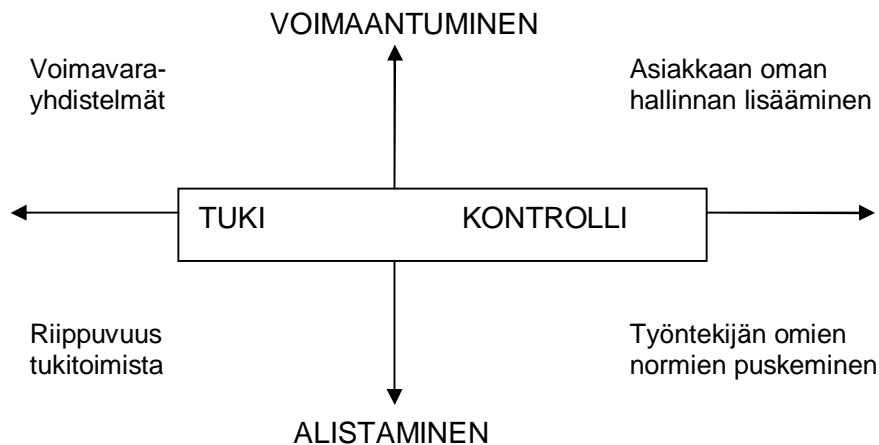 VOIMAANTUMINEN
Voimavara-
yhdistelmät
Asiakkaan oman
hallinnan lisääminen
TUKI
KONTROLLI
Riippuvuus
tukitoimista
Työntekijän omien
normien puskeminen
ALISTAMINEN